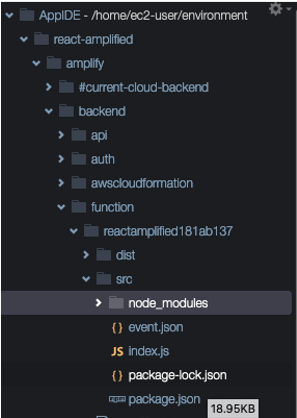 AppIDE - /home/ec2-user/environment
react-amplified
amplify
#current-cloud-backend
backend
api
auth
awscloudformation
function
reactamplified181ab137
dist
src
node_modules
{ } event.json
JS index.js
{ } package-lock.json
package.json
18.95KB